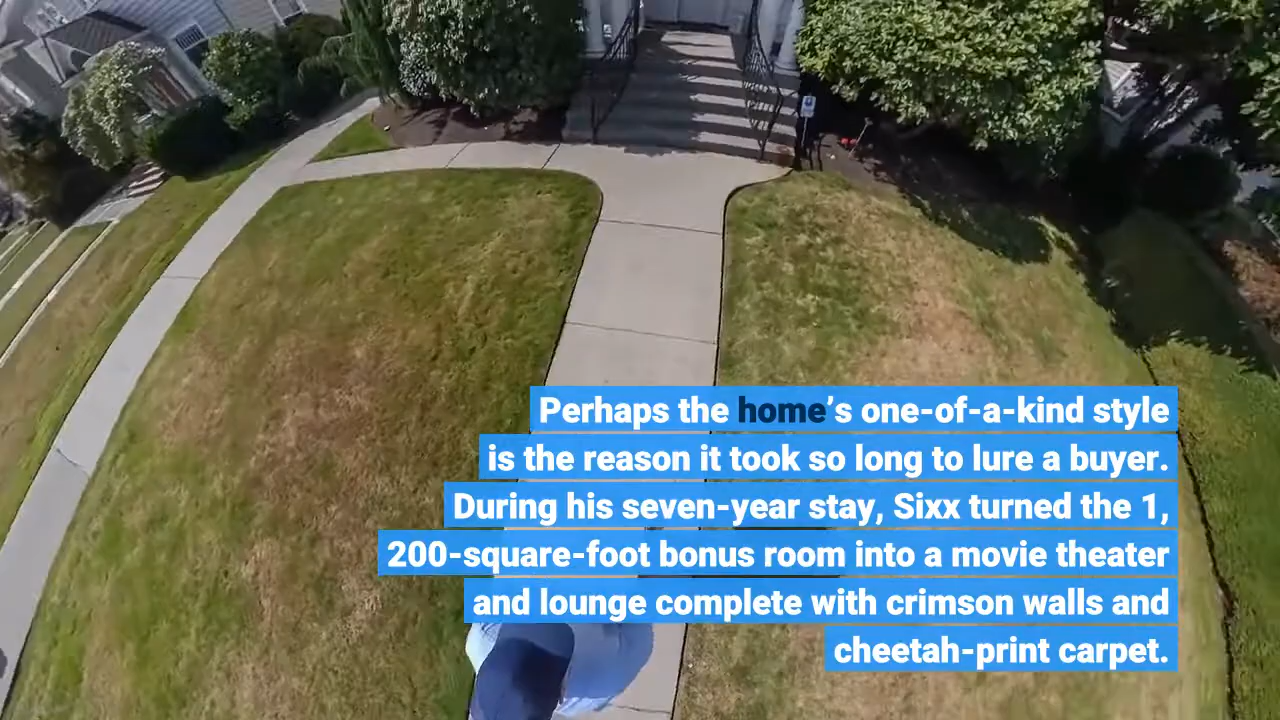 Perhaps the home’s one-of-a-kind style
is the reason it took so long to lure a buyer.
During his seven-year stay, Sixx turned the 1,
200-square-foot bonus room into a movie theater
and lounge complete with crimson walls and
cheetah-print carpet.